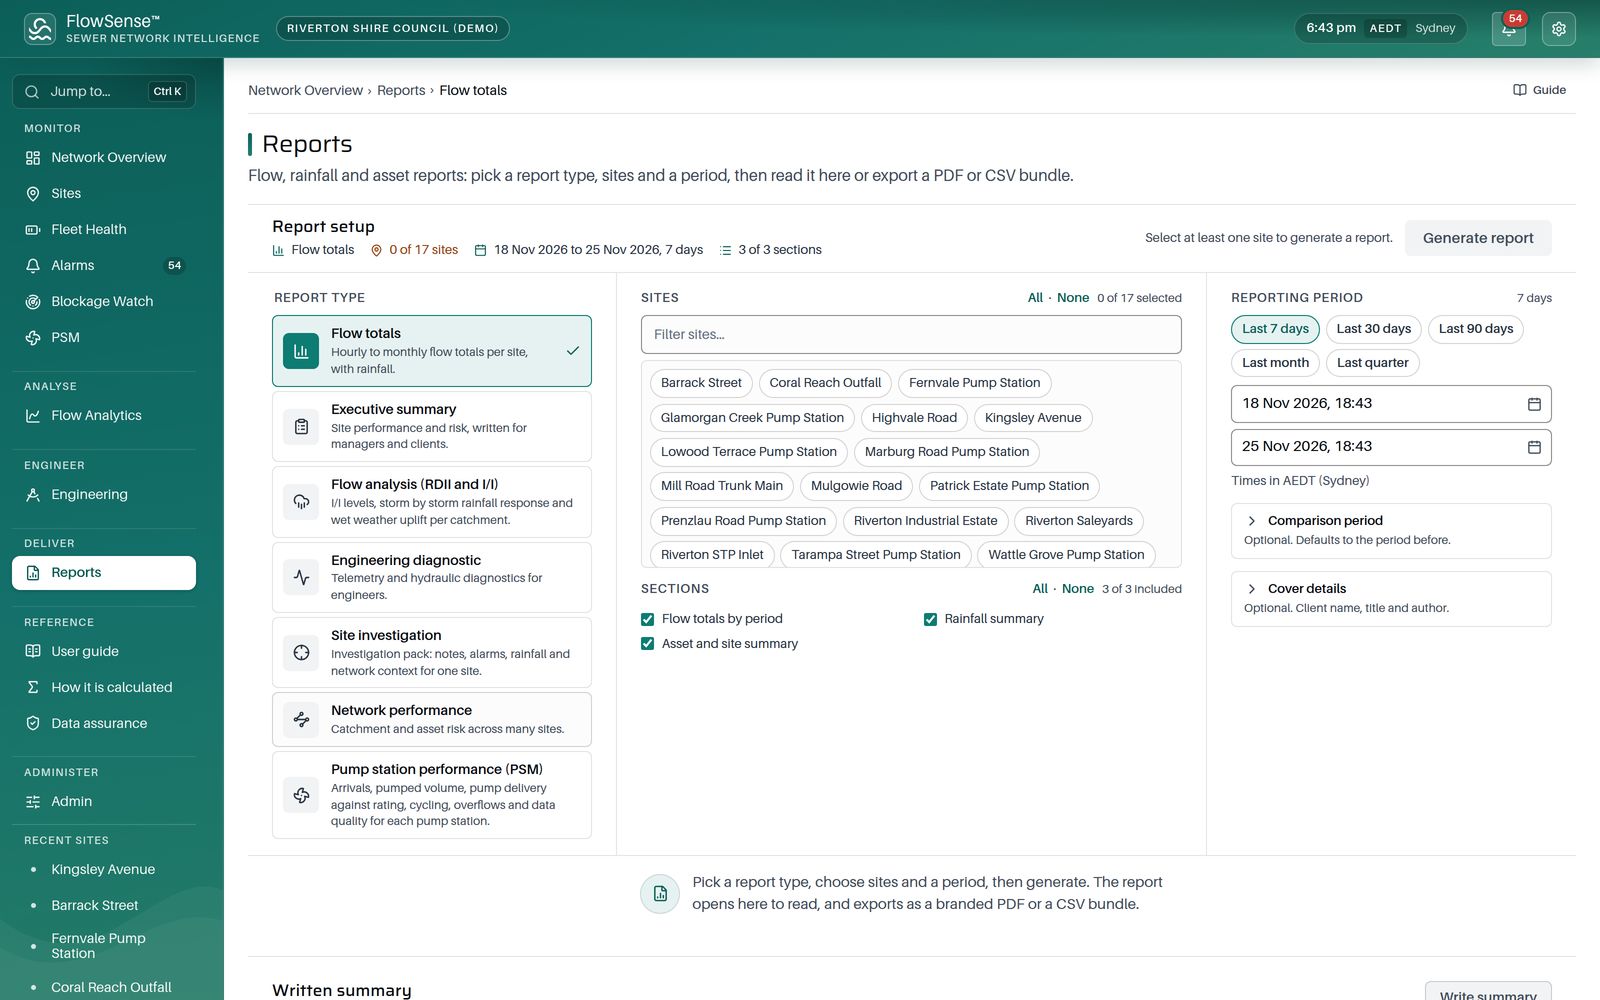 FlowSense™
SEWER NETWORK INTELLIGENCE
RIVERTON SHIRE COUNCIL (DEMO)
6:43 pm AEDT Sydney
54
Jump to... Ctrl K
MONITOR
Network Overview
Sites
Fleet Health
Alarms 54
Blockage Watch
PSM
ANALYSE
Flow Analytics
ENGINEER
Engineering
DELIVER
Reports
REFERENCE
User guide
How it is calculated
Data assurance
ADMINISTER
Admin
RECENT SITES
Kingsley Avenue
Barrack Street
Fernvale Pump
Station
Coral Reach Outfall
Network Overview › Reports › Flow totals
Guide
Reports
Flow, rainfall and asset reports: pick a report type, sites and a period, then read it here or export a PDF or CSV bundle.
Report setup
Flow totals 0 of 17 sites 18 Nov 2026 to 25 Nov 2026, 7 days 3 of 3 sections
Select at least one site to generate a report. Generate report
REPORT TYPE
Flow totals
Hourly to monthly flow totals per site,
with rainfall.
Executive summary
Site performance and risk, written for
managers and clients.
Flow analysis (RDII and I/I)
I/I levels, storm by storm rainfall response and
wet weather uplift per catchment.
Engineering diagnostic
Telemetry and hydraulic diagnostics for
engineers.
Site investigation
Investigation pack: notes, alarms, rainfall and
network context for one site.
Network performance
Catchment and asset risk across many sites.
Pump station performance (PSM)
Arrivals, pumped volume, pump delivery
against rating, cycling, overflows and data
quality for each pump station.
SITES All · None 0 of 17 selected
Filter sites...
Barrack Street Coral Reach Outfall Fernvale Pump Station
Glamorgan Creek Pump Station Highvale Road Kingsley Avenue
Lowood Terrace Pump Station Marburg Road Pump Station
Mill Road Trunk Main Mulgowie Road Patrick Estate Pump Station
Prenzlau Road Pump Station Riverton Industrial Estate Riverton Saleyards
Riverton STP Inlet Tarampa Street Pump Station Wattle Grove Pump Station
SECTIONS All · None 3 of 3 included
Flow totals by period Rainfall summary
Asset and site summary
REPORTING PERIOD 7 days
Last 7 days Last 30 days Last 90 days
Last month Last quarter
18 Nov 2026, 18:43
25 Nov 2026, 18:43
Times in AEDT (Sydney)
Comparison period
Optional. Defaults to the period before.
Cover details
Optional. Client name, title and author.
Pick a report type, choose sites and a period, then generate. The report
opens here to read, and exports as a branded PDF or a CSV bundle.
Written summary
Write summary